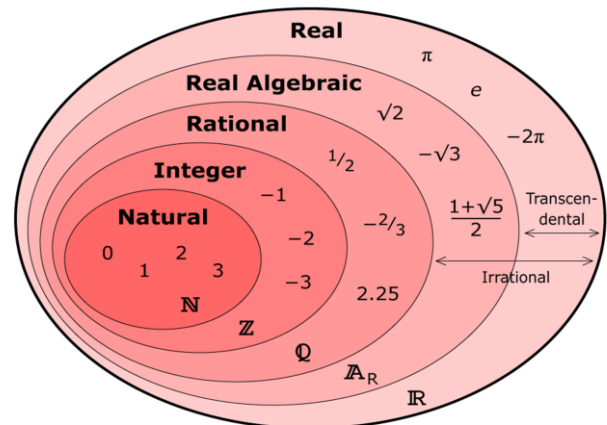 Real
π
Real Algebraic
e
√2
Rational
-2π
-√3
1/2
Integer
-1
Transcen-
dental
Natural
(1+√5)/2
-2/3
-2
0 1 2 3
Irrational
-3
2.25
ℕ
ℤ
ℚ
𝔸R
ℝ